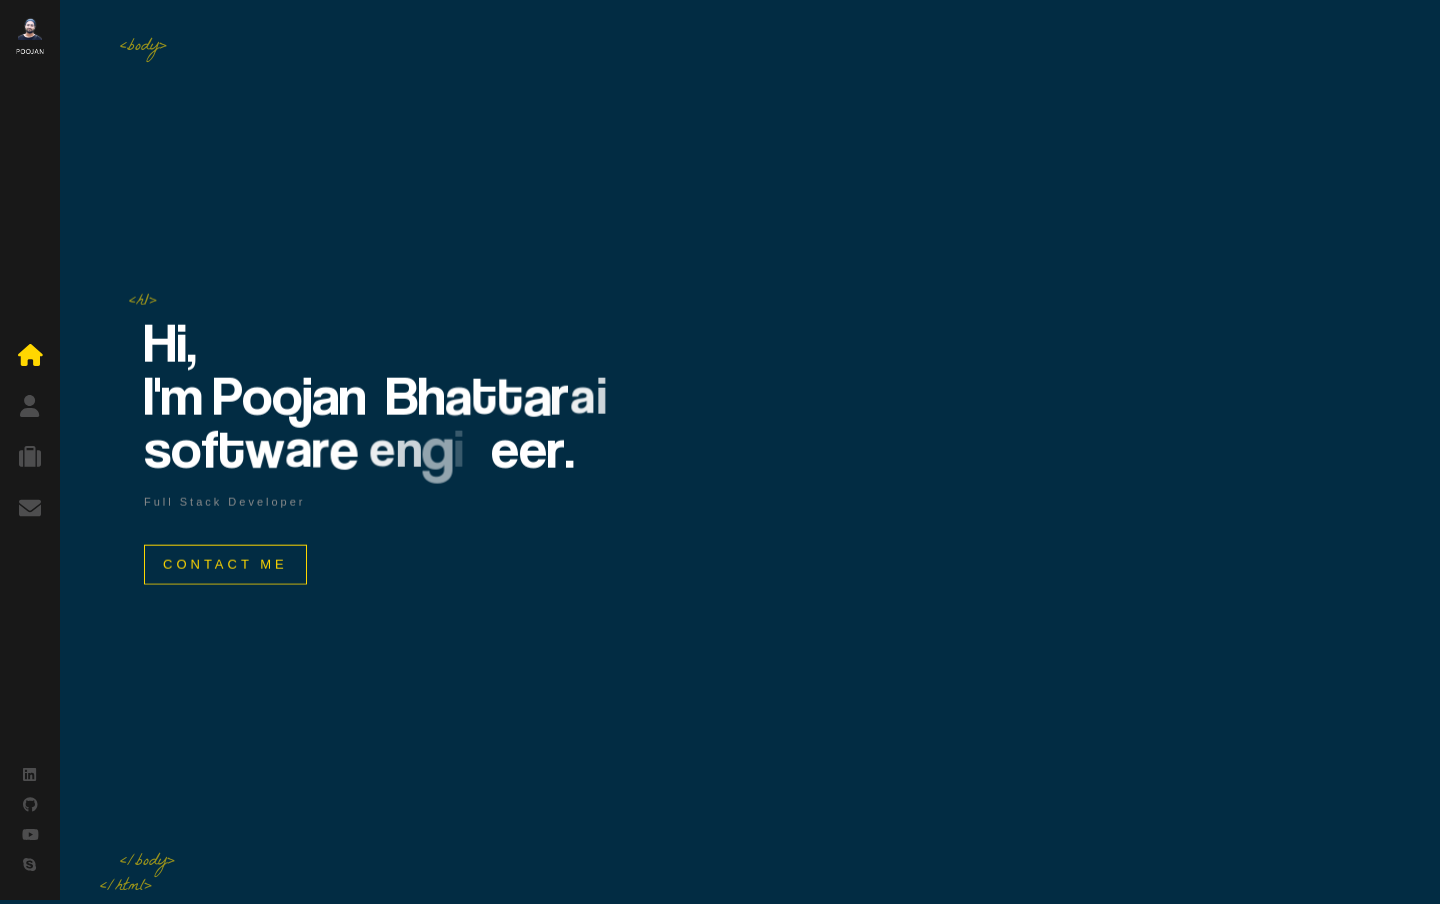 POOJAN
<body>
<h1>
Hi,
I'm Poojan Bhattarai
software engi eer.
Full Stack Developer
CONTACT ME
</body>
</html>